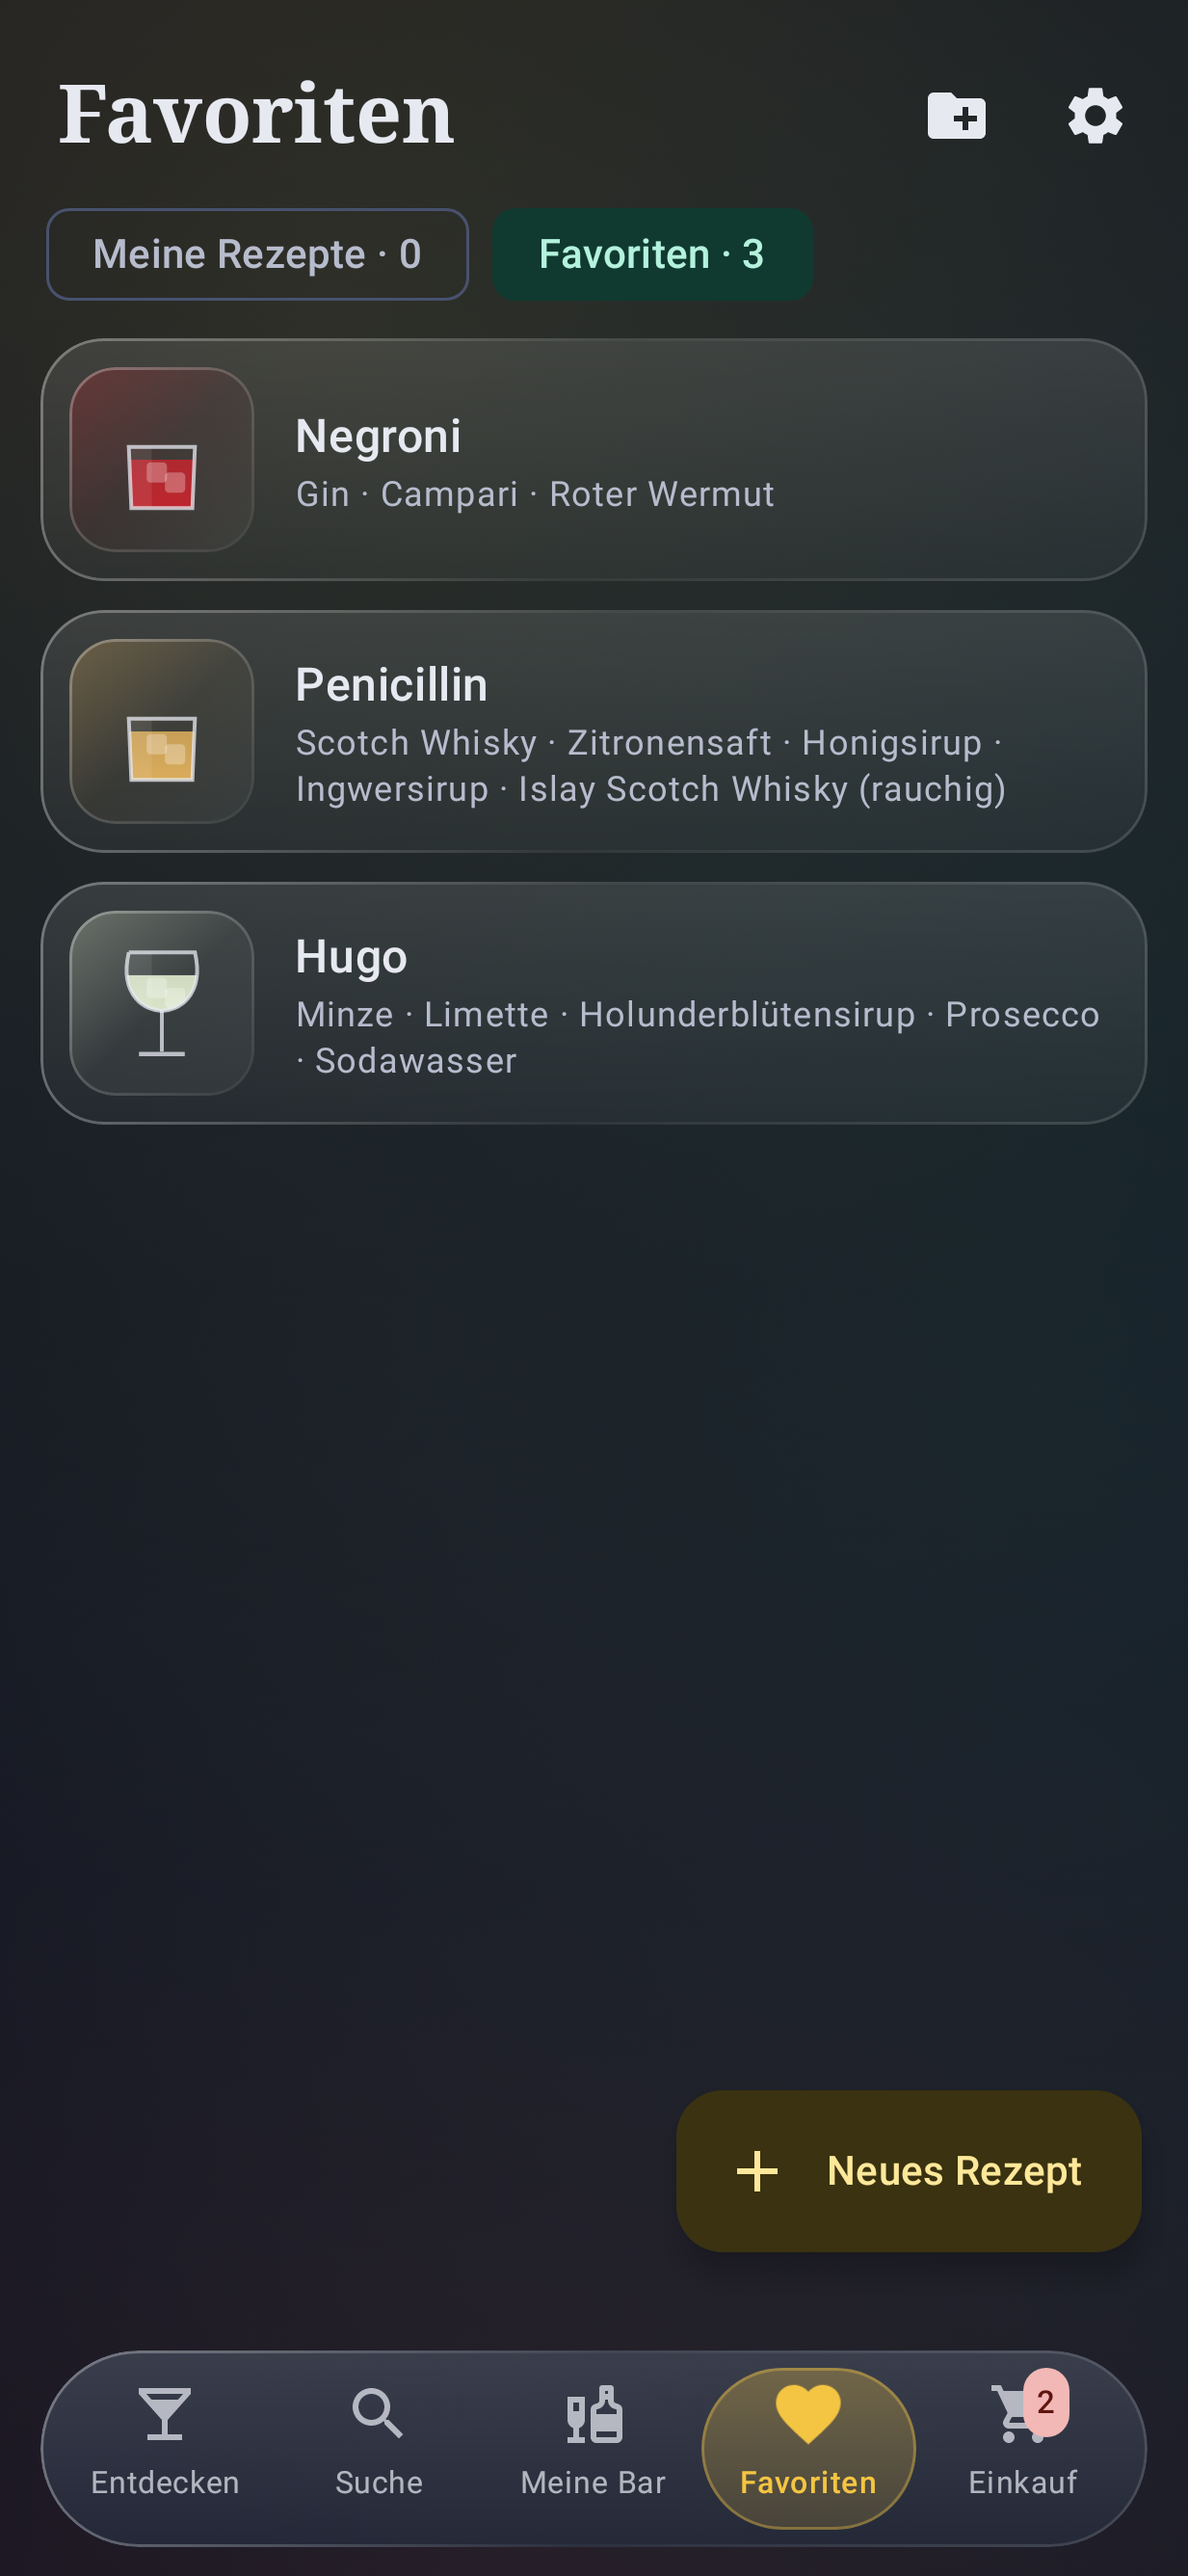 Favoriten
Meine Rezepte · 0
Favoriten · 3
Negroni
Gin · Campari · Roter Wermut
Penicillin
Scotch Whisky · Zitronensaft · Honigsirup ·
Ingwersirup · Islay Scotch Whisky (rauchig)
Hugo
Minze · Limette · Holunderblütensirup · Prosecco
· Sodawasser
Neues Rezept
2
Entdecken
Suche
Meine Bar
Favoriten
Einkauf